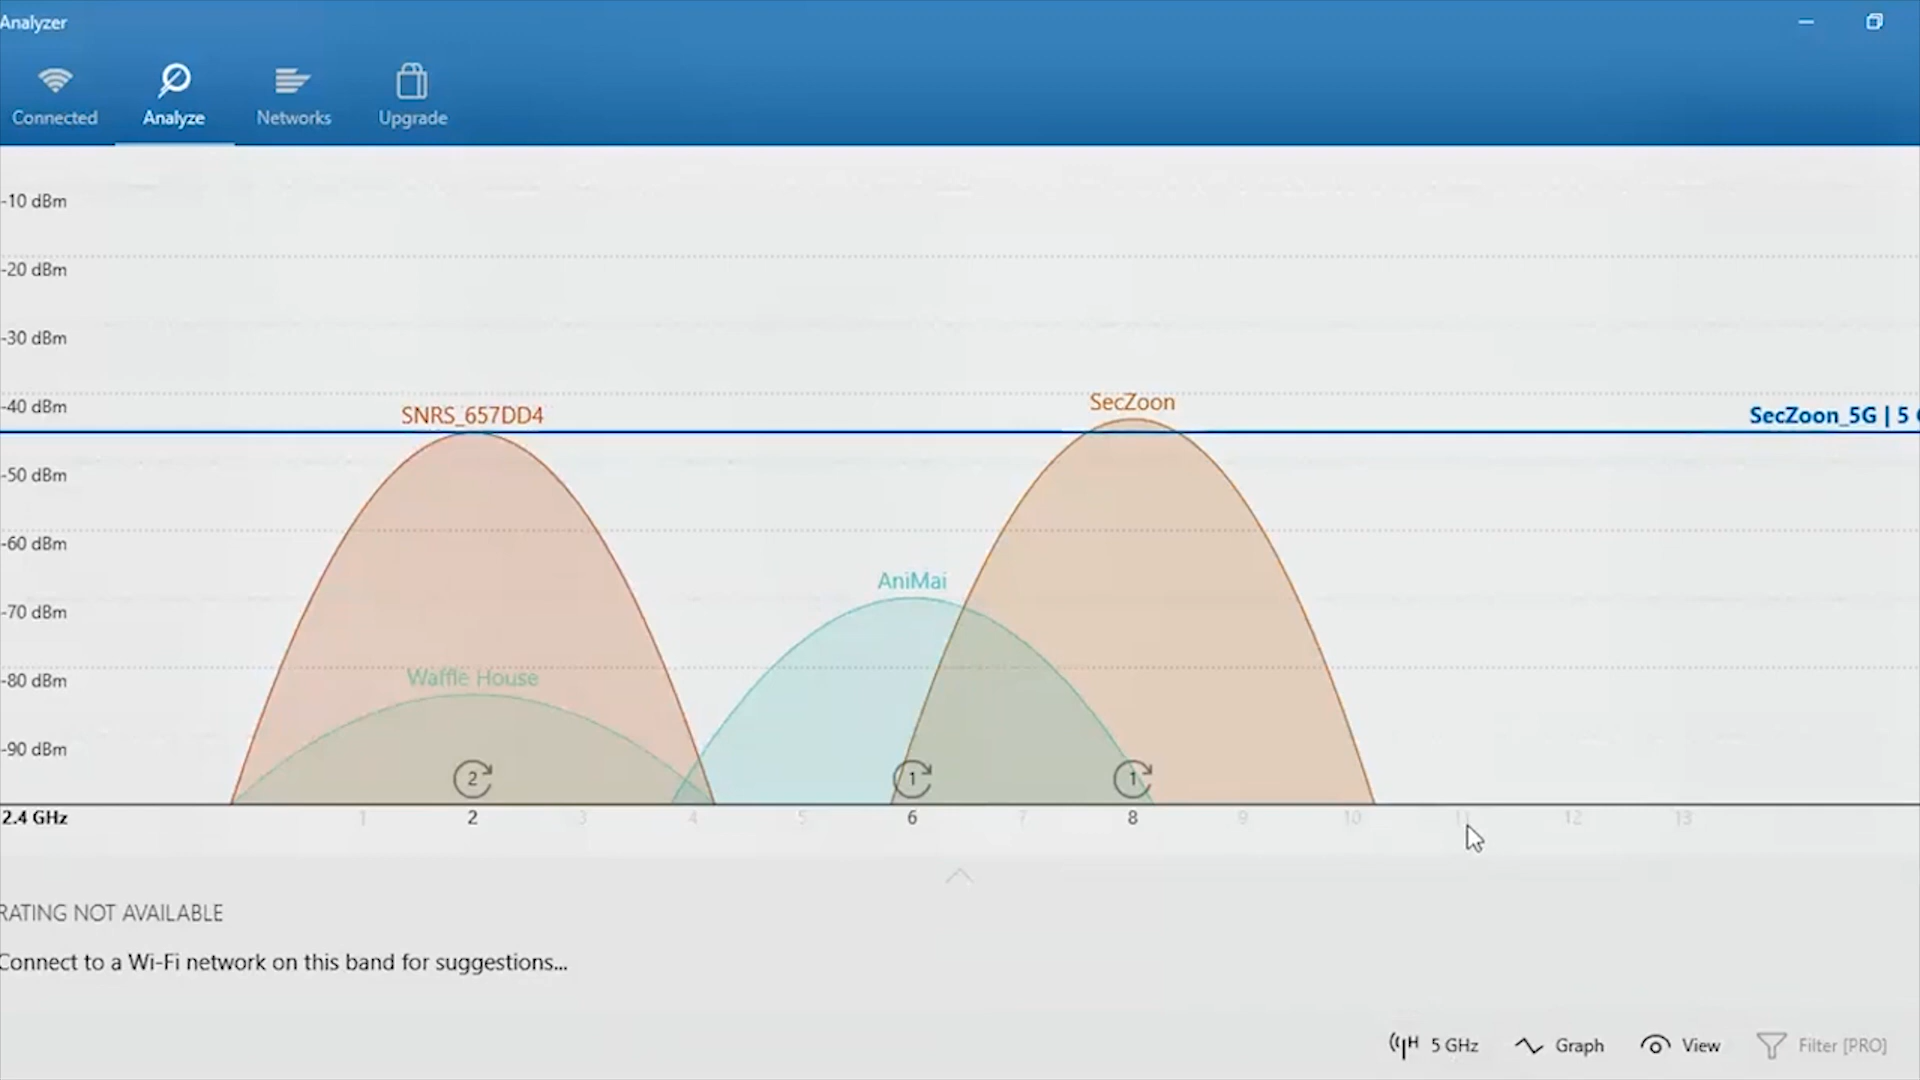 Analyzer
Connected
Analyze
Networks
Upgrade
-10 dBm
-20 dBm
-30 dBm
-40 dBm
SNRS_657DD4
SecZoon
SecZoon_5G | 5
-50 dBm
-60 dBm
AniMai
-70 dBm
Waffle House
-80 dBm
-90 dBm
2
1
1
2.4 GHz
1 2 3 4 5 6 7 8 9 10 11 12 13
RATING NOT AVAILABLE
Connect to a Wi-Fi network on this band for suggestions...
5 GHz
Graph
View
Filter [PRO]